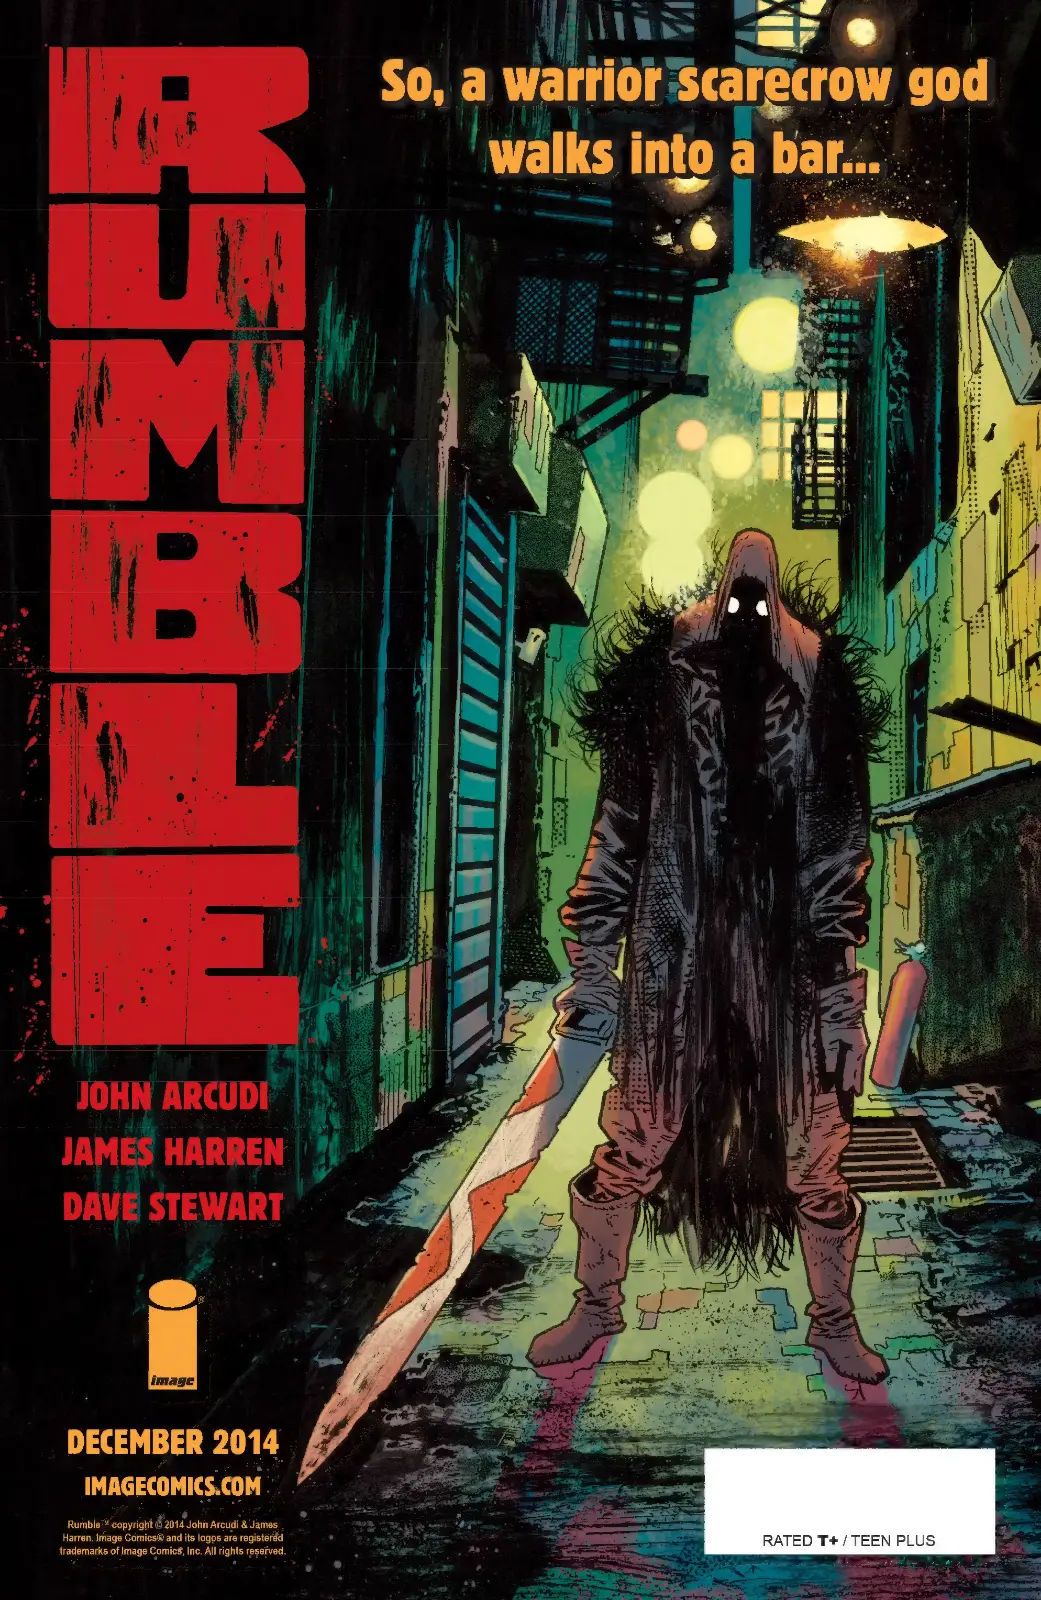 So, a warrior scarecrow god
walks into a bar...
RUMBLE
JOHN ARCUDI
JAMES HARREN
DAVE STEWART
®
image
DECEMBER 2014
IMAGECOMICS.COM
Rumble™ copyright © 2014 John Arcudi & James
Harren. Image Comics® and its logos are registered
trademarks of Image Comics, Inc. All rights reserved.
RATED T+ / TEEN PLUS